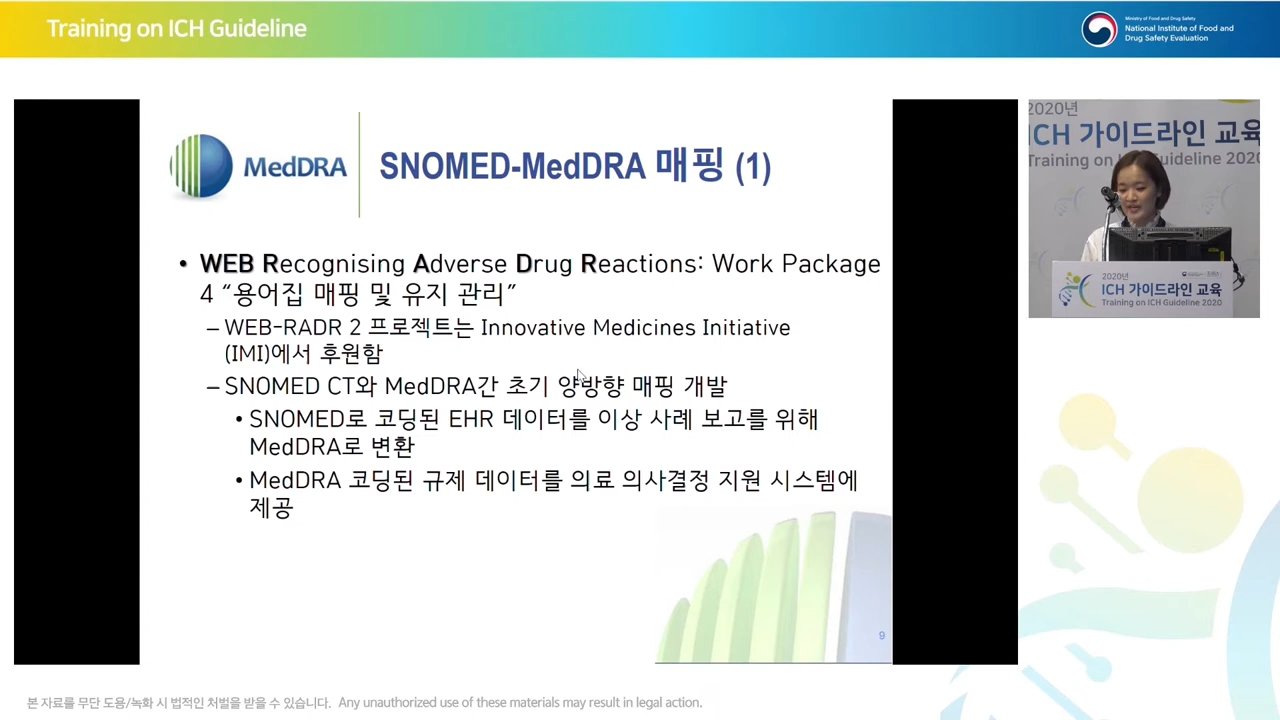 Training on ICH Guideline
Ministry of Food and Drug Safety
National Institute of Food and
Drug Safety Evaluation
MedDRA
SNOMED-MedDRA 매핑 (1)
• WEB Recognising Adverse Drug Reactions: Work Package
4 “용어집 매핑 및 유지 관리”
– WEB-RADR 2 프로젝트는 Innovative Medicines Initiative
(IMI)에서 후원함
– SNOMED CT와 MedDRA간 초기 양방향 매핑 개발
• SNOMED로 코딩된 EHR 데이터를 이상 사례 보고를 위해
MedDRA로 변환
• MedDRA 코딩된 규제 데이터를 의료 의사결정 지원 시스템에
제공
9
2020년
ICH 가이드라인 교육
Training on ICH Guideline 2020
2020년
ICH 가이드라인 교육
Training on ICH Guideline 2020
본 자료를 무단 도용/녹화 시 법적인 처벌을 받을 수 있습니다. Any unauthorized use of these materials may result in legal action.